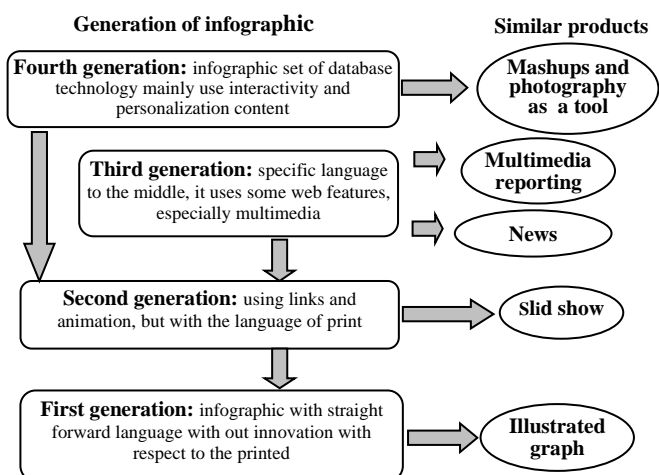 Generation of infographic
Similar products
Fourth generation: infographic set of database
technology mainly use interactivity and
personalization content
Mashups and
photography
as a tool
Third generation: specific language
to the middle, it uses some web features,
especially multimedia
Multimedia
reporting
News
Second generation: using links and
animation, but with the language of print
Slid show
First generation: infographic with straight
forward language with out innovation with
respect to the printed
Illustrated
graph